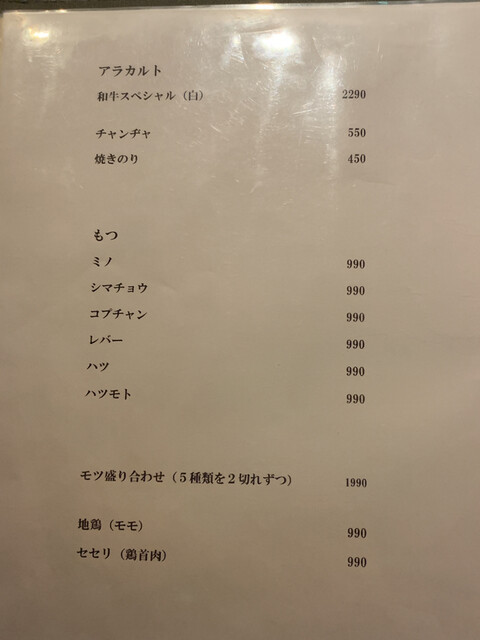 アラカルト
和牛スペシャル（白） 2290
チャンヂャ 550
焼きのり 450
もつ
ミノ 990
シマチョウ 990
コプチャン 990
レバー 990
ハツ 990
ハツモト 990
モツ盛り合わせ（５種類を２切れずつ） 1990
地鶏（モモ） 990
セセリ（鶏首肉） 990